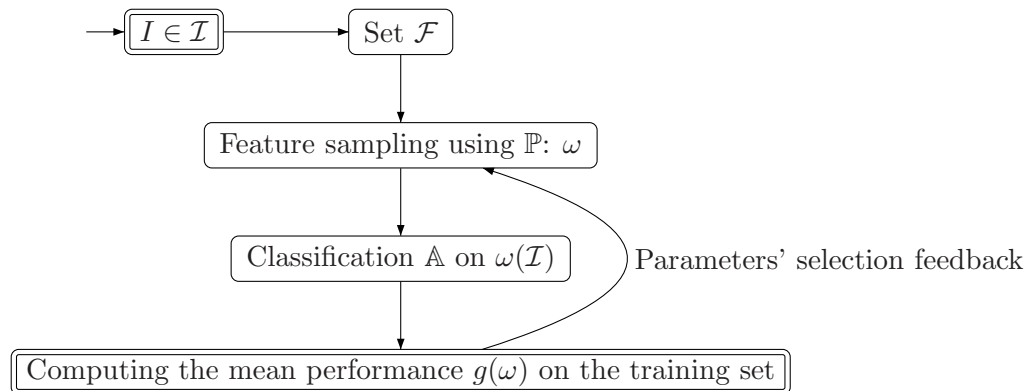 I ∈ 𝓘
Set 𝓕
Feature sampling using ℙ: ω
Classification 𝔸 on ω(𝓘)
Parameters' selection feedback
Computing the mean performance g(ω) on the training set